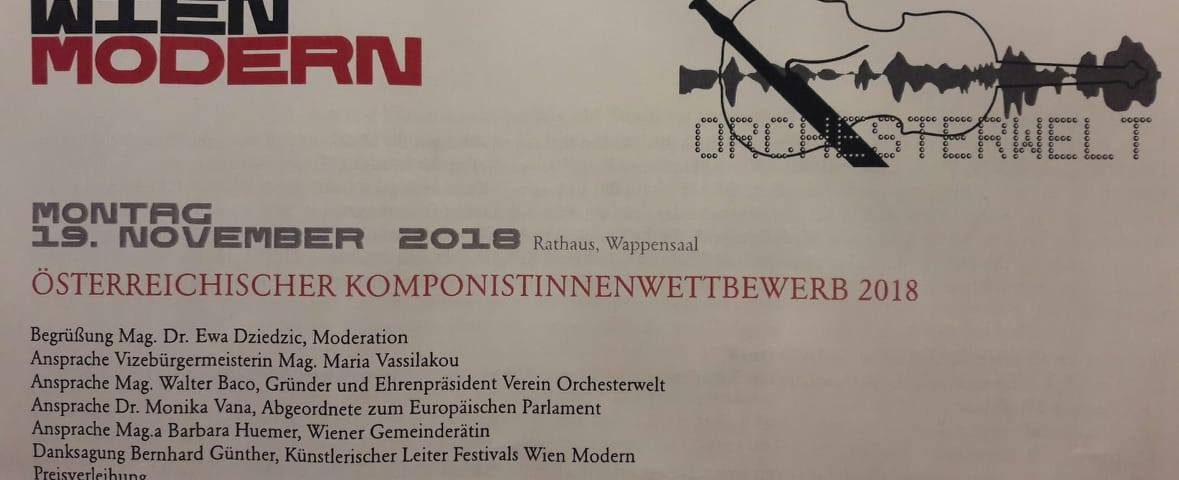 WIEN
MODERN
ORCHESTERWELT
MONTAG
19. NOVEMBER 2018 Rathaus, Wappensaal
ÖSTERREICHISCHER KOMPONISTINNENWETTBEWERB 2018
Begrüßung Mag. Dr. Ewa Dziedzic, Moderation
Ansprache Vizebürgermeisterin Mag. Maria Vassilakou
Ansprache Mag. Walter Baco, Gründer und Ehrenpräsident Verein Orchesterwelt
Ansprache Dr. Monika Vana, Abgeordnete zum Europäischen Parlament
Ansprache Mag.a Barbara Huemer, Wiener Gemeinderätin
Danksagung Bernhard Günther, Künstlerischer Leiter Festivals Wien Modern
Preisverleihung